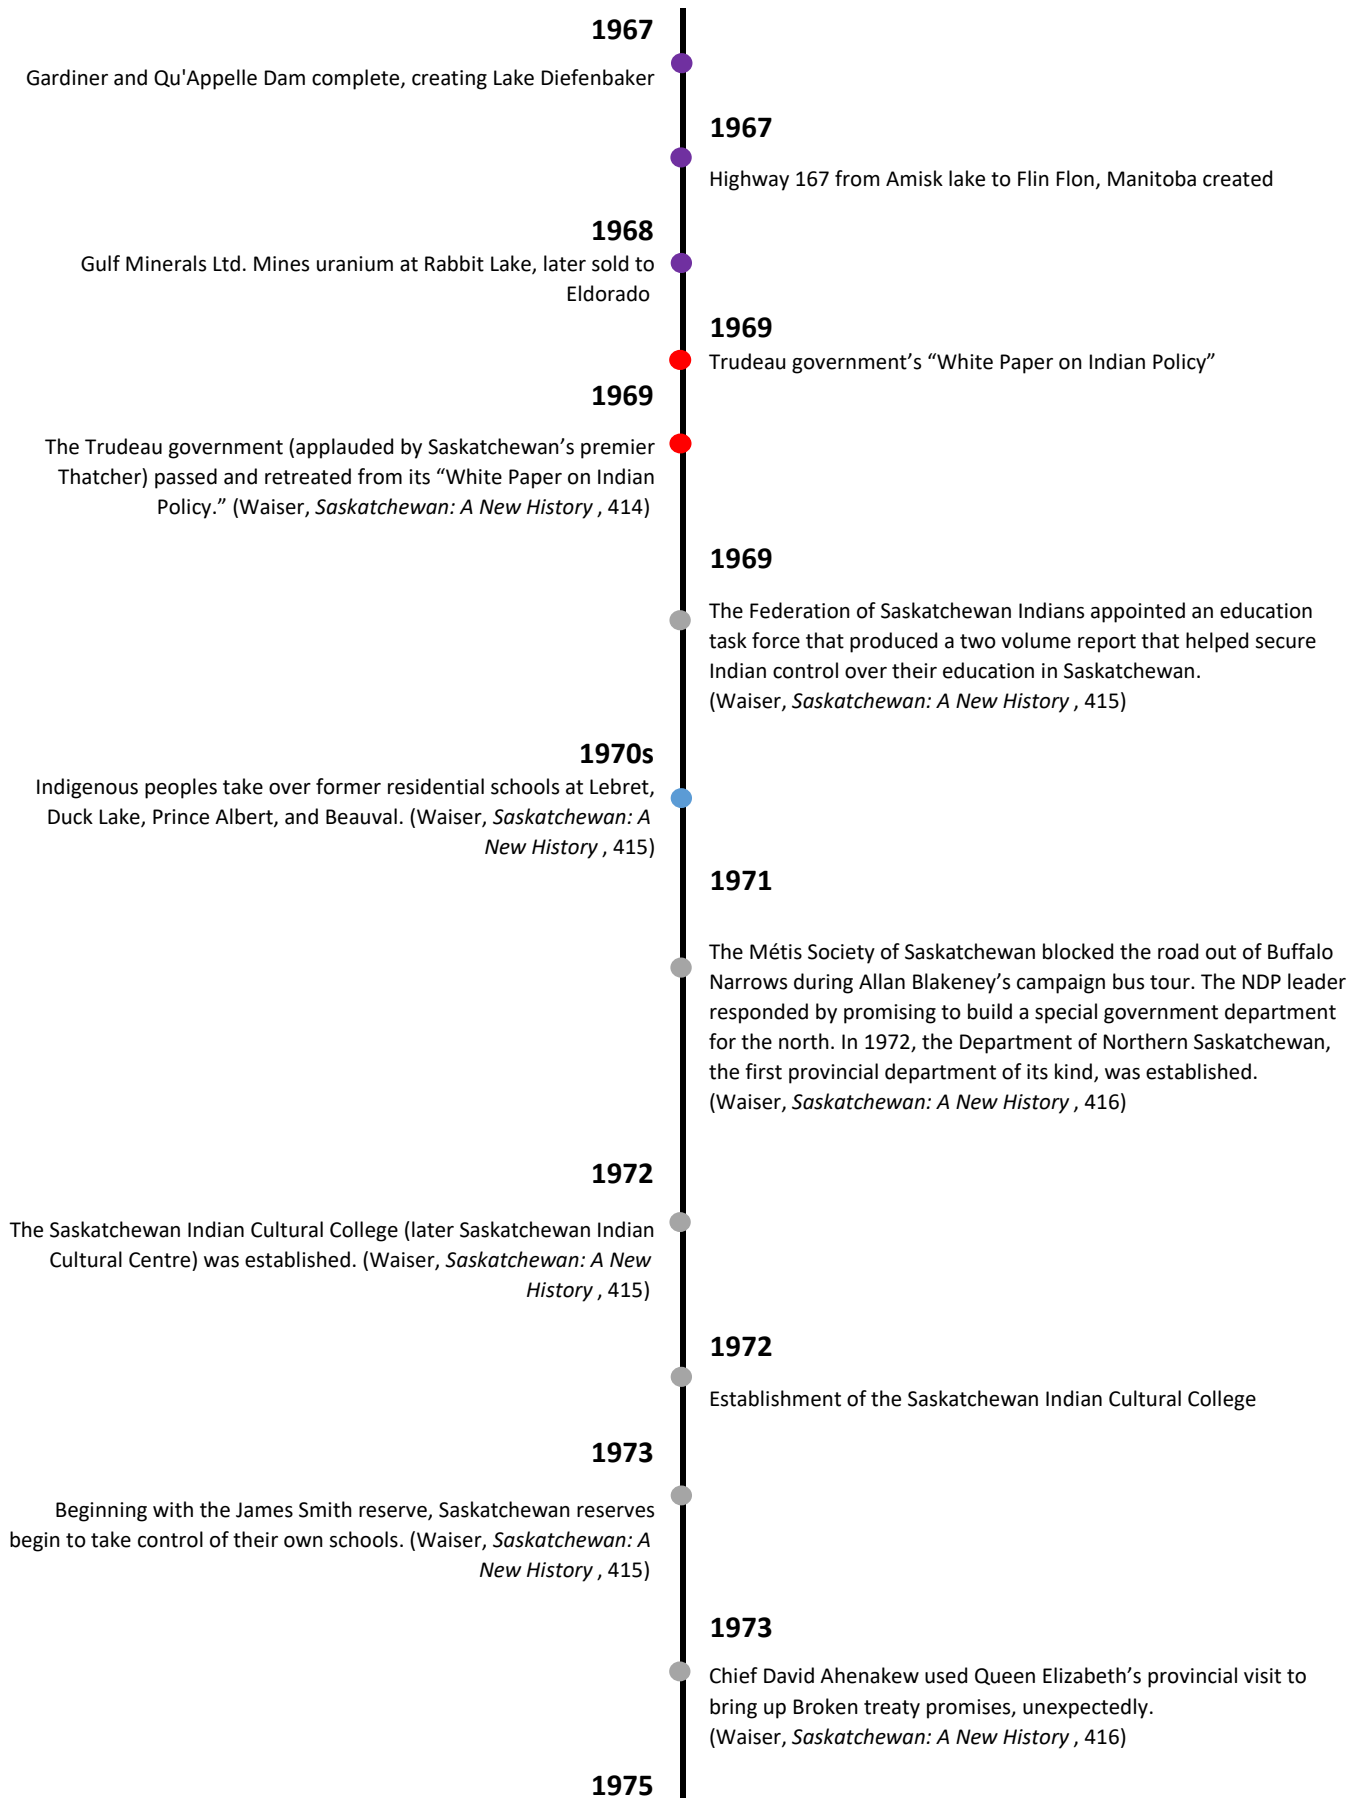 1967
Gardiner and Qu'Appelle Dam complete, creating Lake Diefenbaker
1967
Highway 167 from Amisk lake to Flin Flon, Manitoba created
1968
Gulf Minerals Ltd. Mines uranium at Rabbit Lake, later sold to
Eldorado
1969
Trudeau government’s “White Paper on Indian Policy”
1969
The Trudeau government (applauded by Saskatchewan’s premier
Thatcher) passed and retreated from its “White Paper on Indian
Policy.” (Waiser, Saskatchewan: A New History , 414)
1969
The Federation of Saskatchewan Indians appointed an education
task force that produced a two volume report that helped secure
Indian control over their education in Saskatchewan.
(Waiser, Saskatchewan: A New History , 415)
1970s
Indigenous peoples take over former residential schools at Lebret,
Duck Lake, Prince Albert, and Beauval. (Waiser, Saskatchewan: A
New History , 415)
1971
The Métis Society of Saskatchewan blocked the road out of Buffalo
Narrows during Allan Blakeney’s campaign bus tour. The NDP leader
responded by promising to build a special government department
for the north. In 1972, the Department of Northern Saskatchewan,
the first provincial department of its kind, was established.
(Waiser, Saskatchewan: A New History , 416)
1972
The Saskatchewan Indian Cultural College (later Saskatchewan Indian
Cultural Centre) was established. (Waiser, Saskatchewan: A New
History , 415)
1972
Establishment of the Saskatchewan Indian Cultural College
1973
Beginning with the James Smith reserve, Saskatchewan reserves
begin to take control of their own schools. (Waiser, Saskatchewan: A
New History , 415)
1973
Chief David Ahenakew used Queen Elizabeth’s provincial visit to
bring up Broken treaty promises, unexpectedly.
(Waiser, Saskatchewan: A New History , 416)
1975